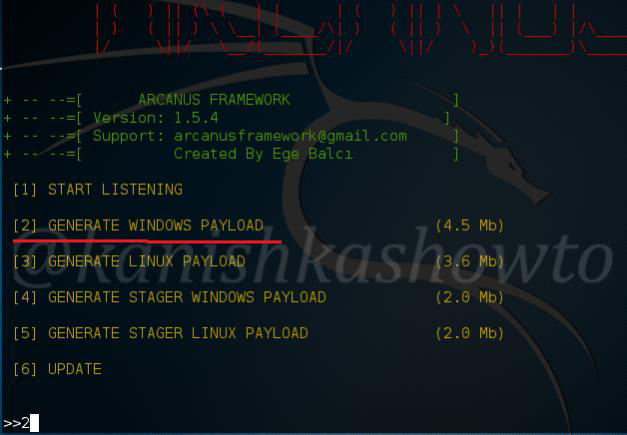 + -- --=[ ARCANUS FRAMEWORK ]
+ -- --=[ Version: 1.5.4 ]
+ -- --=[ Support: arcanusframework@gmail.com ]
+ -- --=[ Created By Ege Balcı ]
[1] START LISTENING
[2] GENERATE WINDOWS PAYLOAD (4.5 Mb)
[3] GENERATE LINUX PAYLOAD (3.6 Mb)
@kanishkashowto
[4] GENERATE STAGER WINDOWS PAYLOAD (2.0 Mb)
[5] GENERATE STAGER LINUX PAYLOAD (2.0 Mb)
[6] UPDATE
>>2